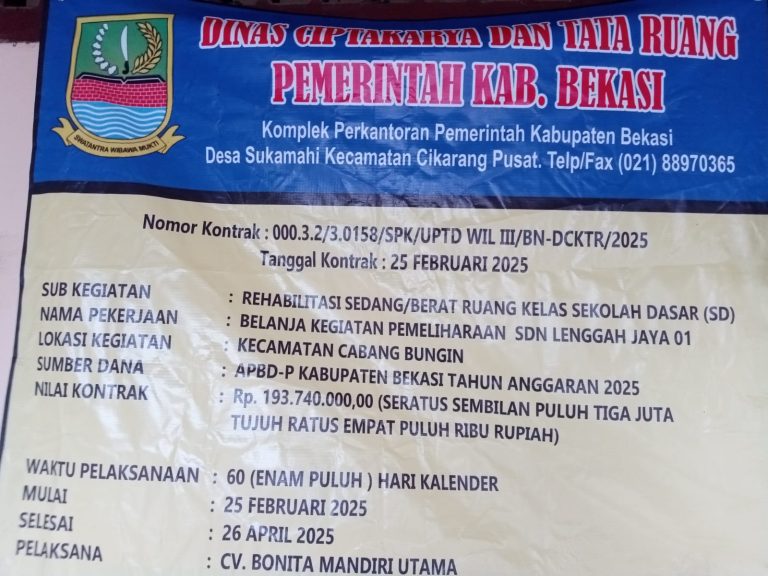 DINAS CIPTAKARYA DAN TATA RUANG
PEMERINTAH KAB. BEKASI
Komplek Perkantoran Pemerintah Kabupaten Bekasi
Desa Sukamahi Kecamatan Cikarang Pusat. Telp/Fax (021) 88970365
SWATANTRA WIBAWA MUKTI
Nomor Kontrak : 000.3.2/3.0158/SPK/UPTD WIL III/BN-DCKTR/2025
Tanggal Kontrak : 25 FEBRUARI 2025
SUB KEGIATAN : REHABILITASI SEDANG/BERAT RUANG KELAS SEKOLAH DASAR (SD)
NAMA PEKERJAAN : BELANJA KEGIATAN PEMELIHARAAN SDN LENGGAH JAYA 01
LOKASI KEGIATAN : KECAMATAN CABANG BUNGIN
SUMBER DANA : APBD-P KABUPATEN BEKASI TAHUN ANGGARAN 2025
NILAI KONTRAK : Rp. 193.740.000,00 (SERATUS SEMBILAN PULUH TIGA JUTA
TUJUH RATUS EMPAT PULUH RIBU RUPIAH)
WAKTU PELAKSANAAN : 60 (ENAM PULUH ) HARI KALENDER
MULAI : 25 FEBRUARI 2025
SELESAI : 26 APRIL 2025
PELAKSANA : CV. BONITA MANDIRI UTAMA